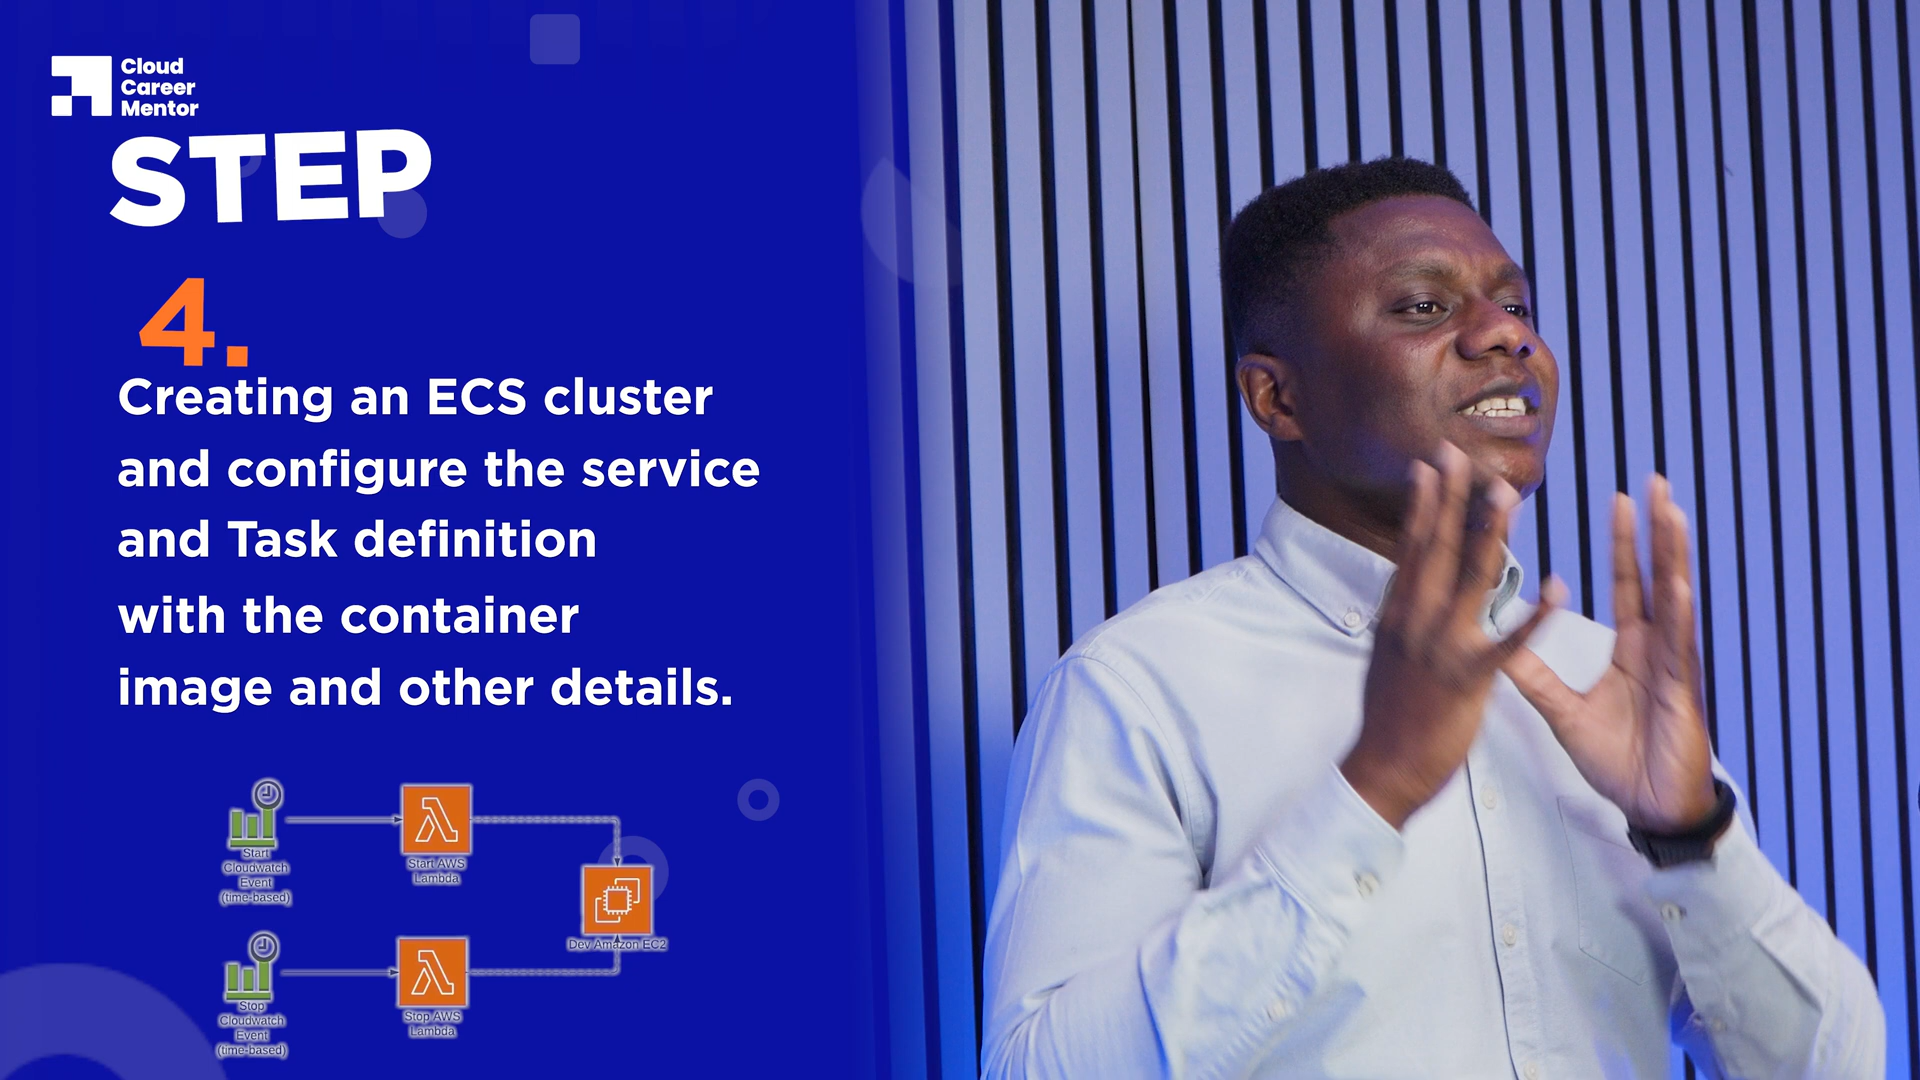 Cloud
Career
Mentor
STEP
4.
Creating an ECS cluster
and configure the service
and Task definition
with the container
image and other details.
Start
Cloudwatch
Event
(time-based)
Start AWS
Lambda
Dev Amazon EC2
Stop
Cloudwatch
Event
(time-based)
Stop AWS
Lambda